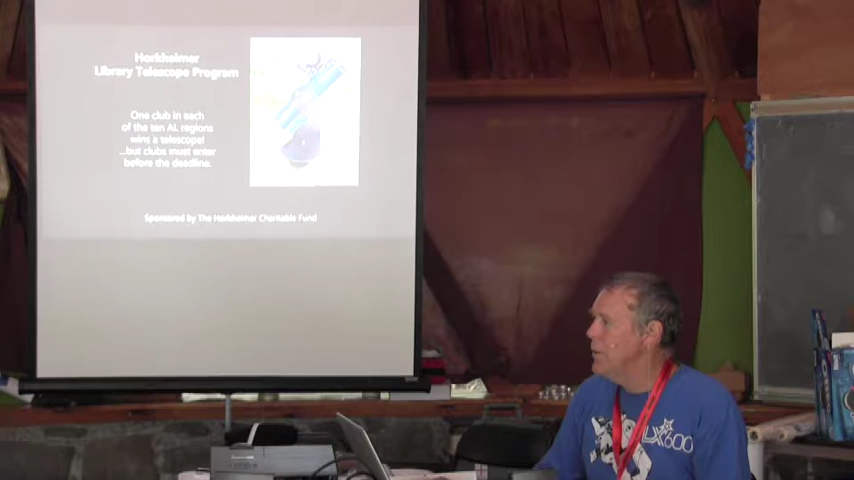 Horkheimer
Library Telescope Program
One club in each
of the ten AL regions
wins a telescope!
...but clubs must enter
before the deadline.
Sponsored by The Horkheimer Charitable Fund
LX600